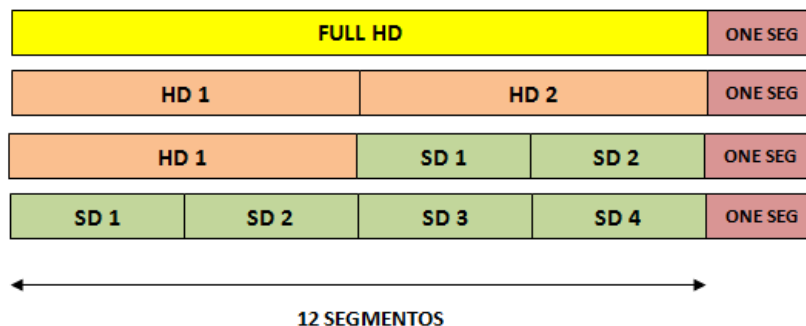 FULL HD ONE SEG
HD 1 HD 2 ONE SEG
HD 1 SD 1 SD 2 ONE SEG
SD 1 SD 2 SD 3 SD 4 ONE SEG
12 SEGMENTOS